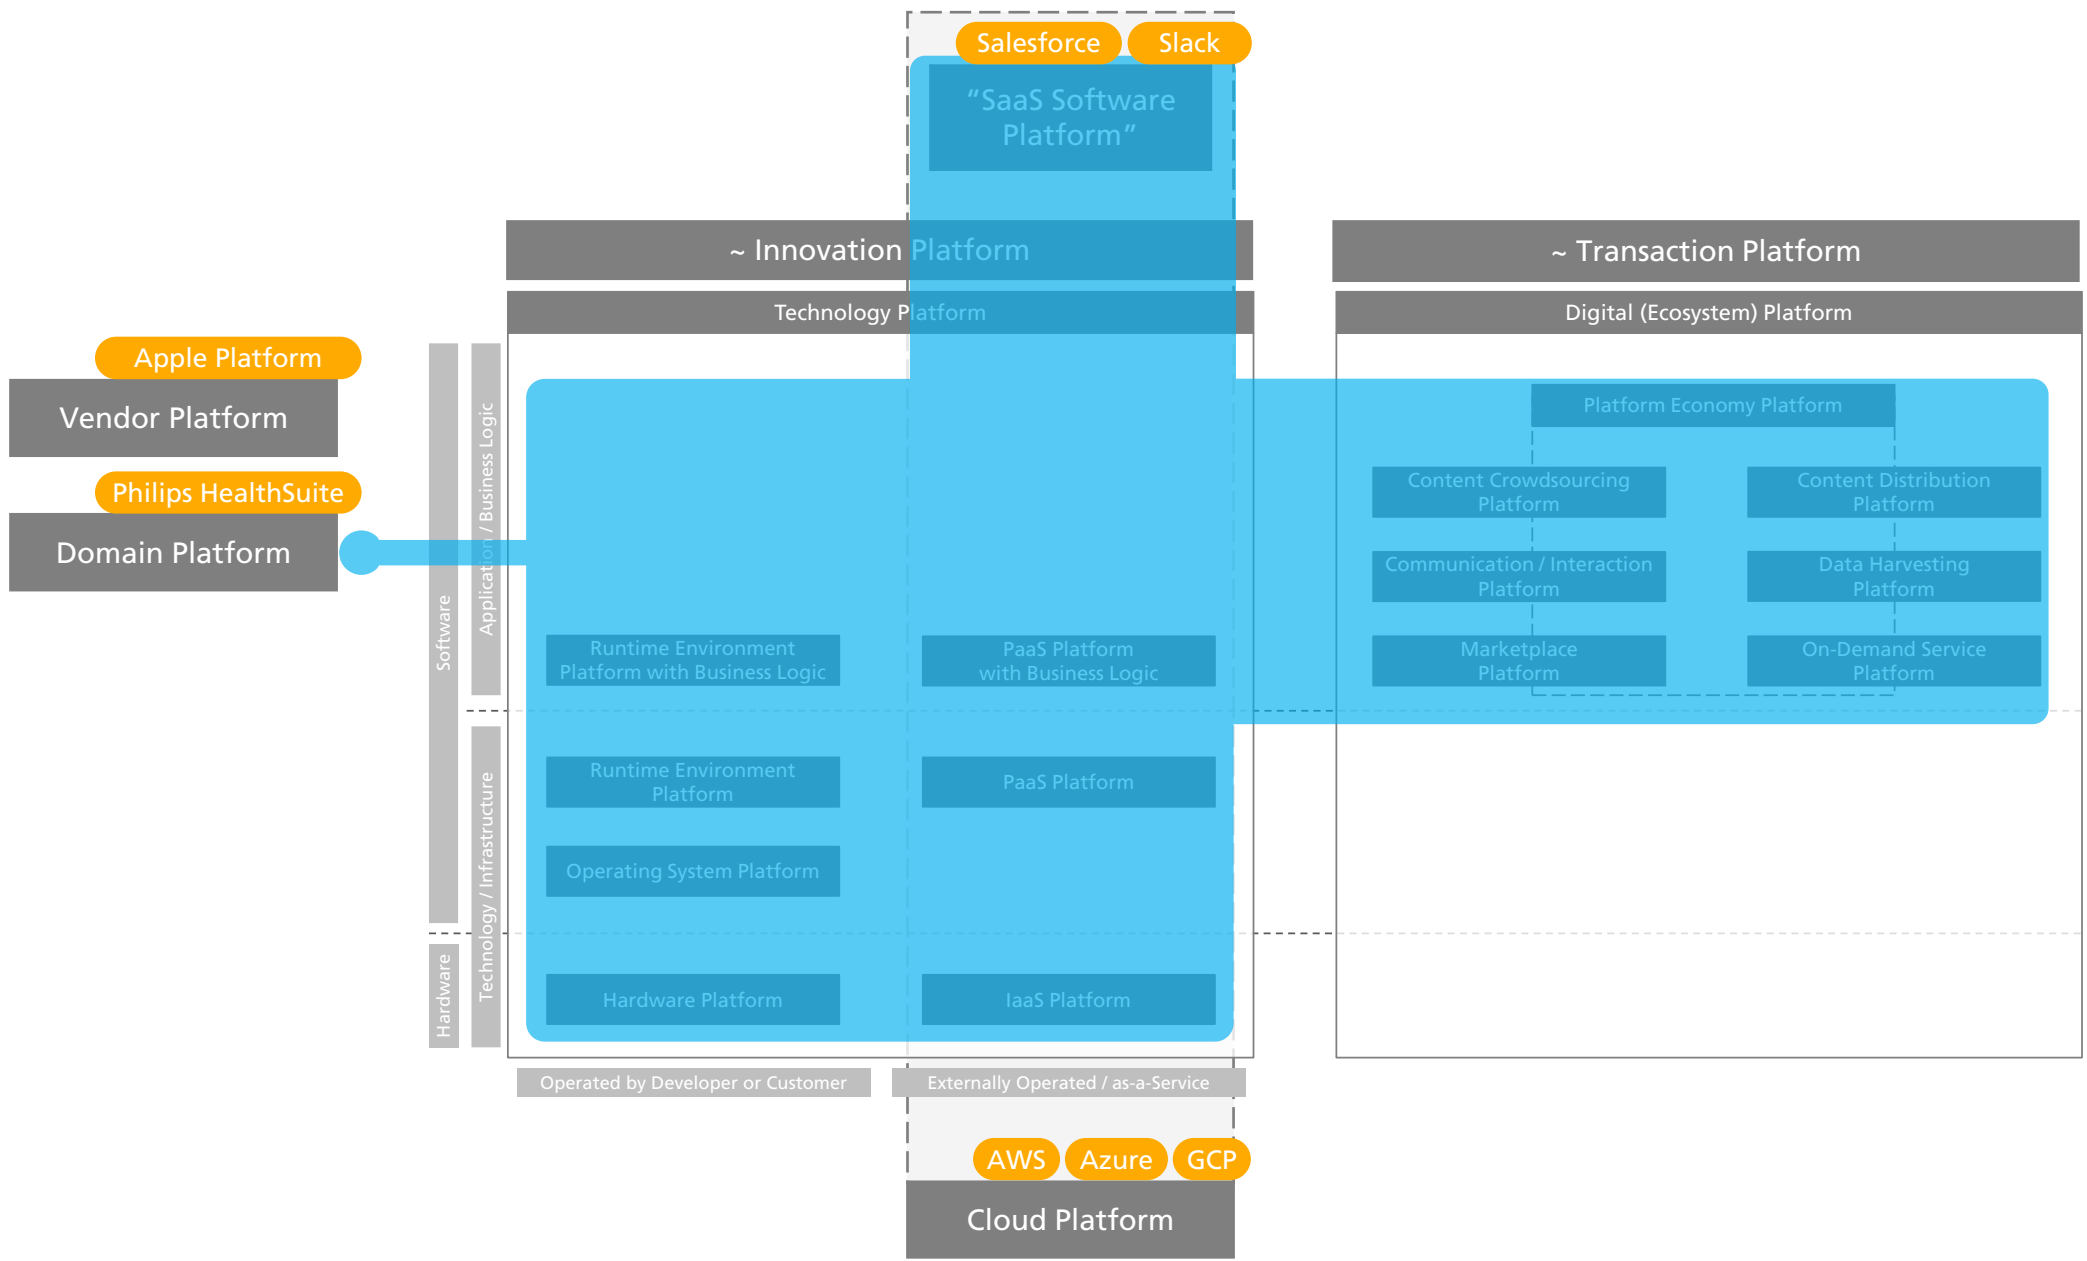 Salesforce
Slack
“SaaS Software
Platform”
~ Innovation Platform
~ Transaction Platform
Technology Platform
Digital (Ecosystem) Platform
Apple Platform
Vendor Platform
Philips HealthSuite
Domain Platform
Software
Application / Business Logic
Technology / Infrastructure
Hardware
Platform Economy Platform
Content Crowdsourcing
Platform
Content Distribution
Platform
Communication / Interaction
Platform
Data Harvesting
Platform
Runtime Environment
Platform with Business Logic
PaaS Platform
with Business Logic
Marketplace
Platform
On-Demand Service
Platform
Runtime Environment
Platform
PaaS Platform
Operating System Platform
Hardware Platform
IaaS Platform
Operated by Developer or Customer
Externally Operated / as-a-Service
AWS
Azure
GCP
Cloud Platform